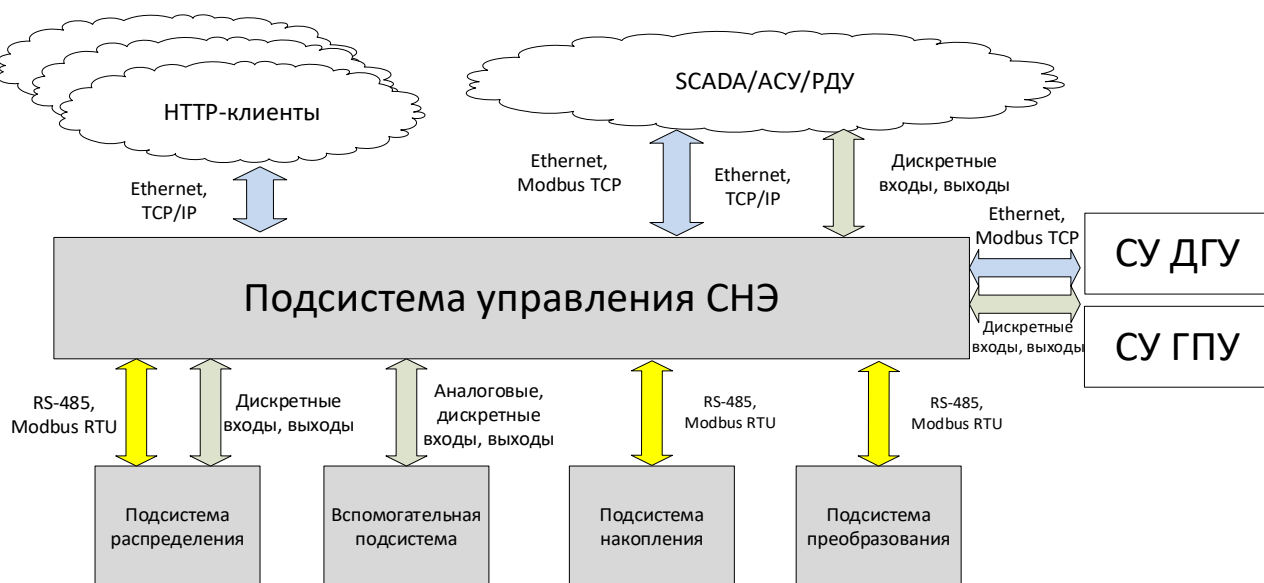 HTTP-клиенты
SCADA/АСУ/РДУ
Ethernet,
TCP/IP
Ethernet,
Modbus TCP
Ethernet,
TCP/IP
Дискретные
входы, выходы
Ethernet,
Modbus TCP
СУ ДГУ
Подсистема управления СНЭ
Дискретные
входы, выходы
СУ ГПУ
RS-485,
Modbus RTU
Дискретные
входы, выходы
Аналоговые,
дискретные
входы, выходы
RS-485,
Modbus RTU
RS-485,
Modbus RTU
Подсистема
распределения
Вспомогательная
подсистема
Подсистема
накопления
Подсистема
преобразования